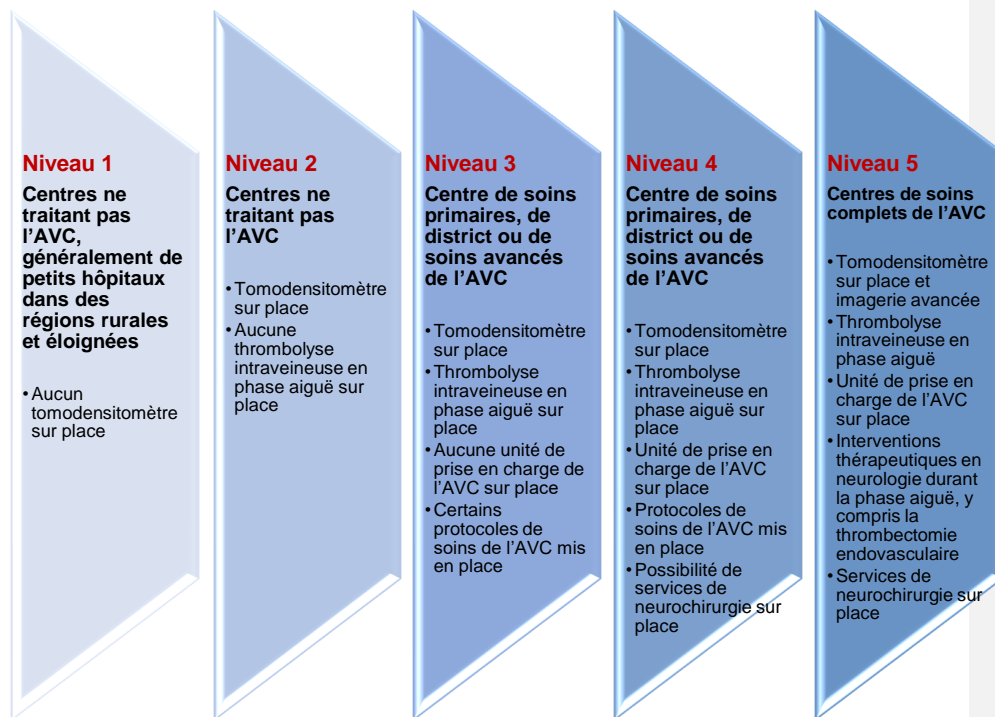 Niveau 1
Centres ne
traitant pas
l’AVC,
généralement de
petits hôpitaux
dans des
régions rurales
et éloignées
• Aucun
tomodensitomètre
sur place
Niveau 2
Centres ne
traitant pas
l’AVC
• Tomodensitomètre
sur place
• Aucune
thrombolyse
intraveineuse en
phase aiguë sur
place
Niveau 3
Centre de soins
primaires, de
district ou de
soins avancés
de l’AVC
• Tomodensitomètre
sur place
• Thrombolyse
intraveineuse en
phase aiguë sur
place
• Aucune unité de
prise en charge de
l’AVC sur place
• Certains
protocoles de
soins de l’AVC mis
en place
Niveau 4
Centre de soins
primaires, de
district ou de
soins avancés
de l’AVC
• Tomodensitomètre
sur place
• Thrombolyse
intraveineuse en
phase aiguë sur
place
• Unité de prise en
charge de l’AVC
sur place
• Protocoles de
soins de l’AVC mis
en place
• Possibilité de
services de
neurochirurgie sur
place
Niveau 5
Centres de soins
complets de l’AVC
• Tomodensitomètre
sur place et
imagerie avancée
• Thrombolyse
intraveineuse en
phase aiguë
• Unité de prise en
charge de l’AVC
sur place
• Interventions
thérapeutiques en
neurologie durant
la phase aiguë, y
compris la
thrombectomie
endovasculaire
• Services de
neurochirurgie sur
place